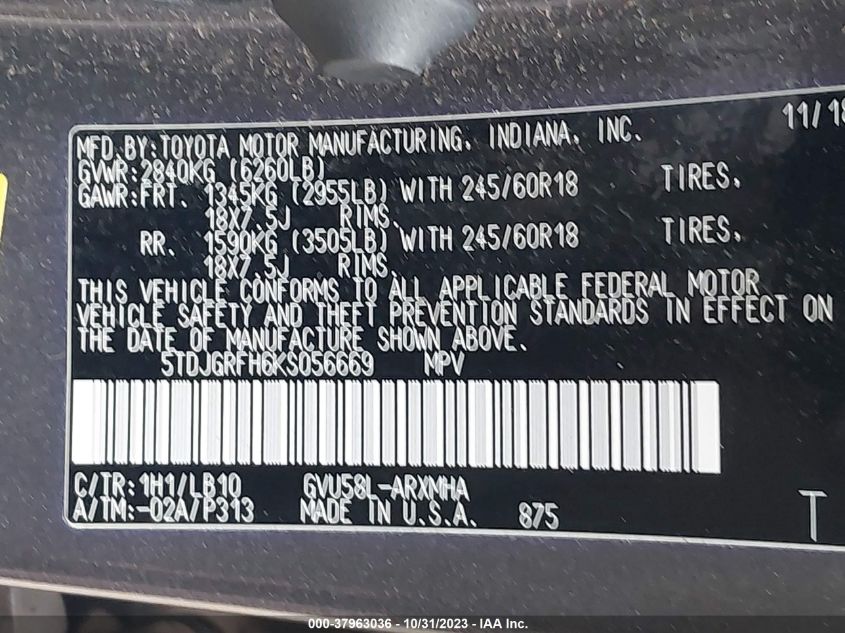 11/18
MFD.BY:TOYOTA MOTOR MANUFACTURING, INDIANA, INC.
GVWR:2840KG (6260LB)
GAWR:FRT. 1345KG (2955LB) WITH 245/60R18 TIRES,
18X7.5J RIMS,
RR. 1590KG (3505LB) WITH 245/60R18 TIRES,
18X7.5J RIMS,
THIS VEHICLE CONFORMS TO ALL APPLICABLE FEDERAL MOTOR
VEHICLE SAFETY AND THEFT PREVENTION STANDARDS IN EFFECT ON
THE DATE OF MANUFACTURE SHOWN ABOVE.
5TDJGRFH6KS056669 MPV
C/TR:1H1/LB10 GVU58L-ARXMHA
A/TM:-02A/P313 MADE IN U.S.A. 875 T
000-37963036 - 10/31/2023 - IAA Inc.